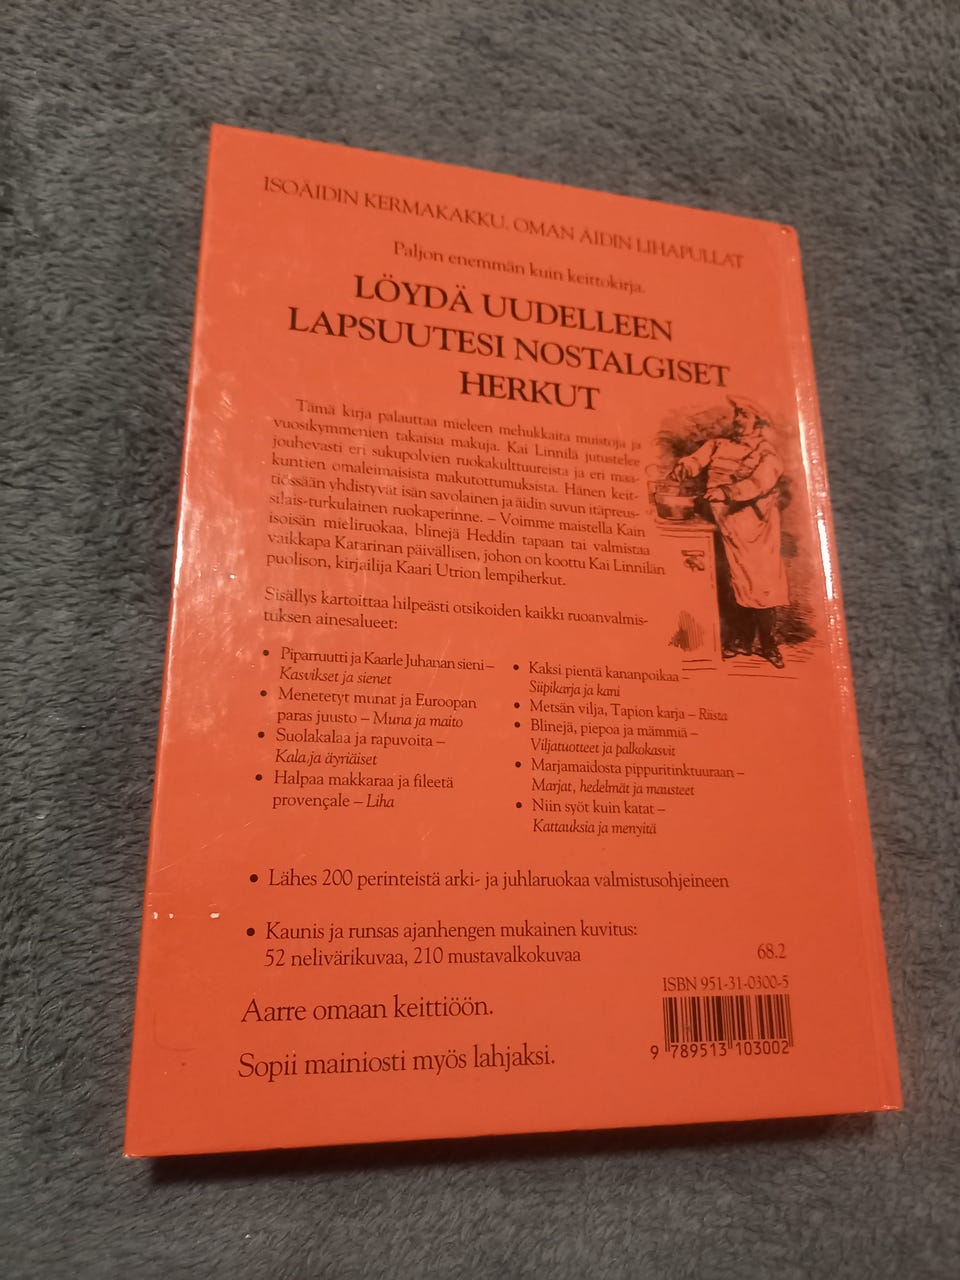 ISOÄIDIN KERMAKAKKU, OMAN ÄIDIN LIHAPULLAT
Paljon enemmän kuin keittokirja.
LÖYDÄ UUDELLEEN
LAPSUUTESI NOSTALGISET
HERKUT
Tämä kirja palauttaa mieleen mehukkaita muistoja ja
vuosikymmenien takaisia makuja. Kai Linnilä jutustelee
jouhevasti eri sukupolvien ruokakulttuureista ja eri maa-
kuntien omaleimaisista makutottumuksista. Hänen keit-
tiössään yhdistyvät isän savolainen ja äidin suvun itäpreus-
silais-turkulainen ruokaperinne. – Voimme maistella Kain
isoisän mieliruokaa, blinejä Heddin tapaan tai valmistaa
vaikkapa Katarinan päivällisen, johon on koottu Kai Linnilän
puolison, kirjailija Kaari Utrion lempiherkut.
Sisällys kartoittaa hilpeästi otsikoiden kaikki ruoanvalmis-
tuksen ainesalueet:
• Piparruutti ja Kaarle Juhanan sieni –
Kasvikset ja sienet
• Menetetyt munat ja Euroopan
paras juusto – Muna ja maito
• Suolakalaa ja rapuvoita –
Kala ja äyriäiset
• Halpaa makkaraa ja fileetä
provençale – Liha
• Kaksi pientä kananpoikaa –
Siipikarja ja kani
• Metsän vilja, Tapion karja – Riista
• Blinejä, piepoa ja mämmiä –
Viljatuotteet ja palkokasvit
• Marjamaidosta pippuritinktuuraan –
Marjat, hedelmät ja mausteet
• Niin syöt kuin katat –
Kattauksia ja menyitä
• Lähes 200 perinteistä arki- ja juhlaruokaa valmistusohjeineen
• Kaunis ja runsas ajanhengen mukainen kuvitus:
52 nelivärikuvaa, 210 mustavalkokuvaa
68.2
Aarre omaan keittiöön.
Sopii mainiosti myös lahjaksi.
ISBN 951-31-0300-5
9 789513 103002